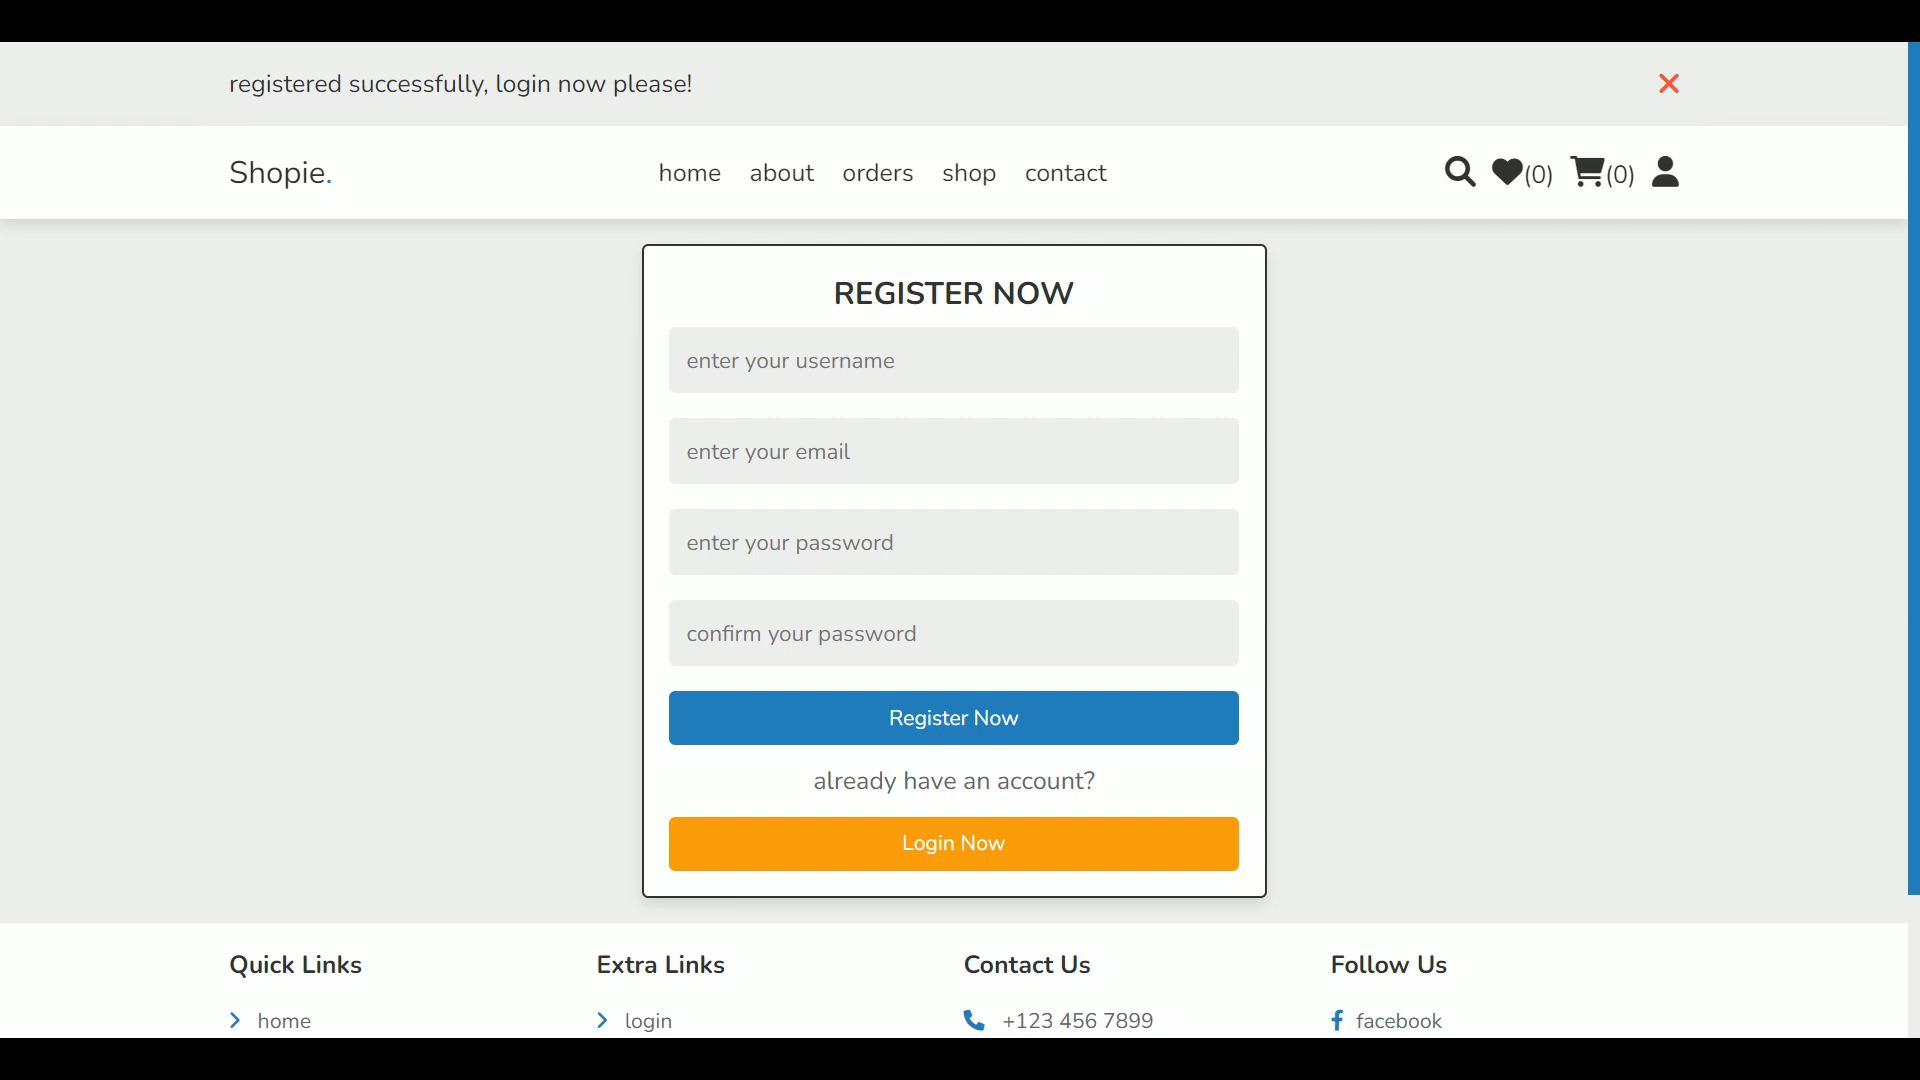 registered successfully, login now please!
Shopie.
home about orders shop contact
(0) (0)
REGISTER NOW
enter your username
enter your email
enter your password
confirm your password
Register Now
already have an account?
Login Now
Quick Links Extra Links Contact Us Follow Us
home login +123 456 7899 facebook